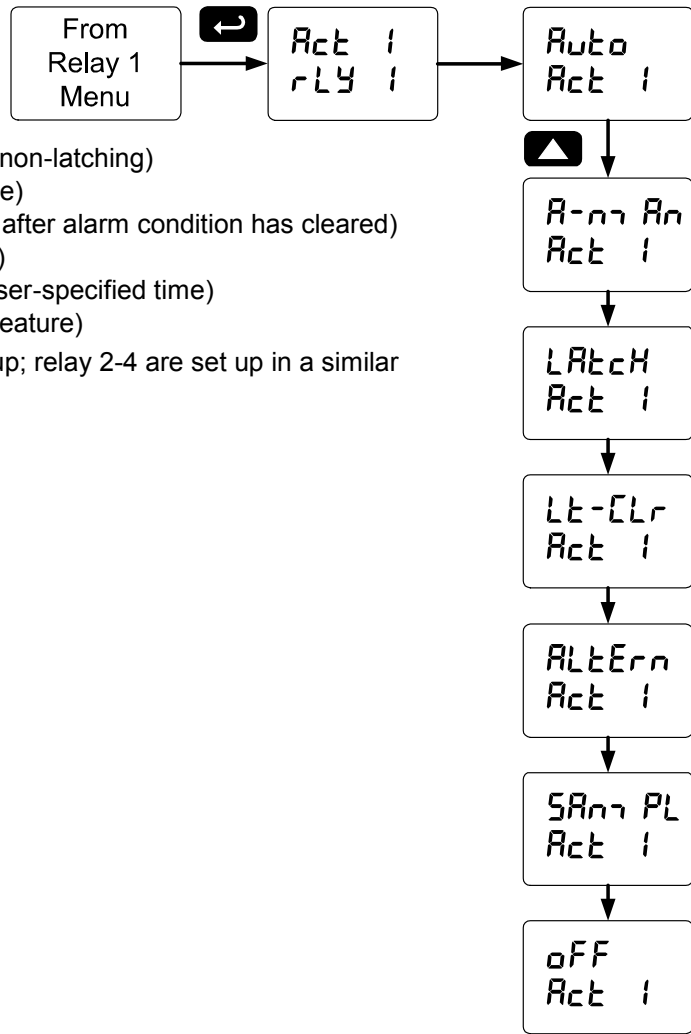 From
Relay 1
Menu
Act 1
rLY 1
Auto
Act 1
non-latching)
e)
after alarm condition has cleared)
)
ser-specified time)
eature)
up; relay 2-4 are set up in a similar
A-mAn
Act 1
LAtcH
Act 1
Lt-CLr
Act 1
ALtErn
Act 1
SAmPL
Act 1
oFF
Act 1